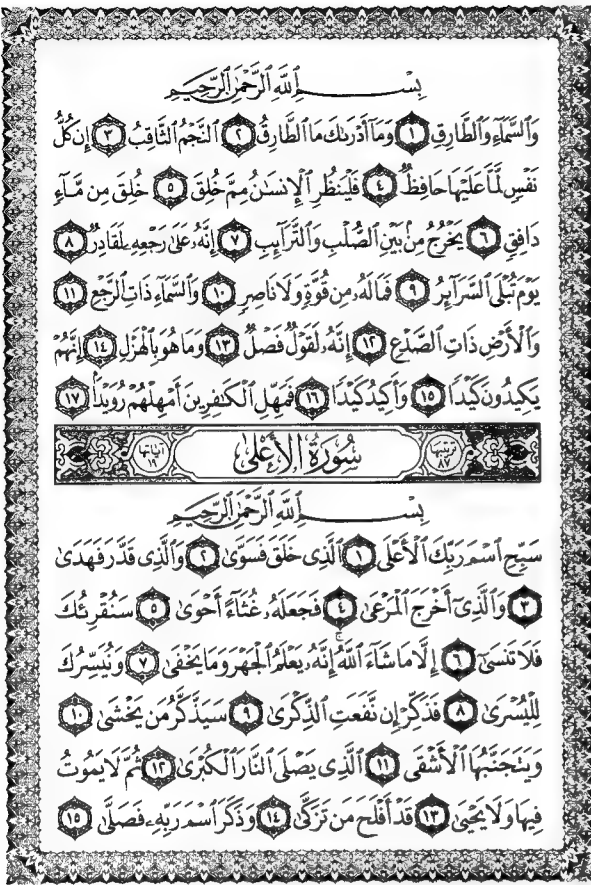 بِسْمِ اللَّهِ الرَّحْمَٰنِ الرَّحِيمِ
وَالسَّمَاءِ وَالطَّارِقِ ١ وَمَا أَدْرَىٰكَ مَا الطَّارِقُ ٢ النَّجْمُ الثَّاقِبُ ٣ إِن كُلُّ
نَفْسٍ لَّمَّا عَلَيْهَا حَافِظٌ ٤ فَلْيَنظُرِ الْإِنسَٰنُ مِمَّ خُلِقَ ٥ خُلِقَ مِن مَّاءٍ
دَافِقٍ ٦ يَخْرُجُ مِن بَيْنِ الصُّلْبِ وَالتَّرَائِبِ ٧ إِنَّهُۥ عَلَىٰ رَجْعِهِۦ لَقَادِرٌ ٨
يَوْمَ تُبْلَى السَّرَائِرُ ٩ فَمَا لَهُۥ مِن قُوَّةٍ وَلَا نَاصِرٍ ١٠ وَالسَّمَاءِ ذَاتِ الرَّجْعِ ١١
وَالْأَرْضِ ذَاتِ الصَّدْعِ ١٢ إِنَّهُۥ لَقَوْلٌ فَصْلٌ ١٣ وَمَا هُوَ بِالْهَزْلِ ١٤ إِنَّهُمْ
يَكِيدُونَ كَيْدًا ١٥ وَأَكِيدُ كَيْدًا ١٦ فَمَهِّلِ الْكَٰفِرِينَ أَمْهِلْهُمْ رُوَيْدًا ١٧
ترتيبها ٨٧ سُورَةُ الْأَعْلَىٰ آياتها ١٩
بِسْمِ اللَّهِ الرَّحْمَٰنِ الرَّحِيمِ
سَبِّحِ اسْمَ رَبِّكَ الْأَعْلَى ١ الَّذِى خَلَقَ فَسَوَّىٰ ٢ وَالَّذِى قَدَّرَ فَهَدَىٰ
٣ وَالَّذِىٓ أَخْرَجَ الْمَرْعَىٰ ٤ فَجَعَلَهُۥ غُثَاءً أَحْوَىٰ ٥ سَنُقْرِئُكَ
فَلَا تَنسَىٰٓ ٦ إِلَّا مَا شَاءَ اللَّهُ ۚ إِنَّهُۥ يَعْلَمُ الْجَهْرَ وَمَا يَخْفَىٰ ٧ وَنُيَسِّرُكَ
لِلْيُسْرَىٰ ٨ فَذَكِّرْ إِن نَّفَعَتِ الذِّكْرَىٰ ٩ سَيَذَّكَّرُ مَن يَخْشَىٰ ١٠
وَيَتَجَنَّبُهَا الْأَشْقَى ١١ الَّذِى يَصْلَى النَّارَ الْكُبْرَىٰ ١٢ ثُمَّ لَا يَمُوتُ
فِيهَا وَلَا يَحْيَىٰ ١٣ قَدْ أَفْلَحَ مَن تَزَكَّىٰ ١٤ وَذَكَرَ اسْمَ رَبِّهِۦ فَصَلَّىٰ ١٥